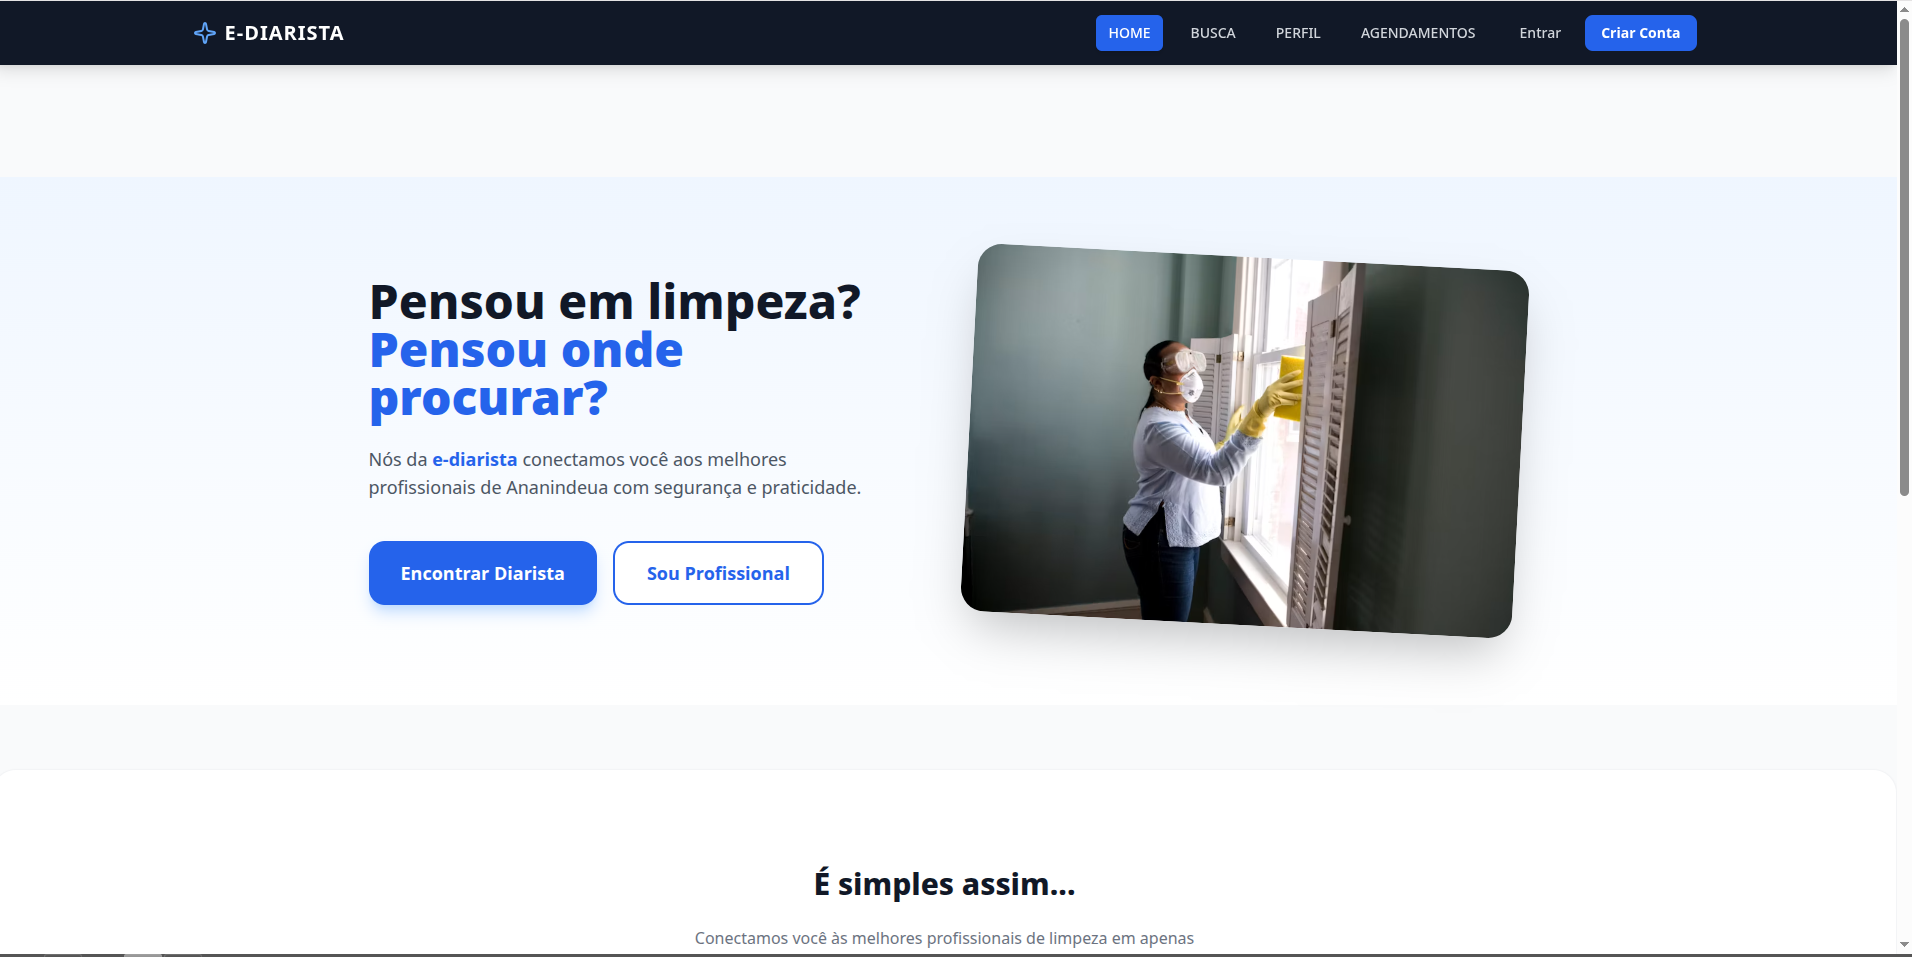 E-DIARISTA
HOME
BUSCA
PERFIL
AGENDAMENTOS
Entrar
Criar Conta
Pensou em limpeza?
Pensou onde
procurar?
Nós da e-diarista conectamos você aos melhores
profissionais de Ananindeua com segurança e praticidade.
Encontrar Diarista
Sou Profissional
É simples assim...
Conectamos você às melhores profissionais de limpeza em apenas